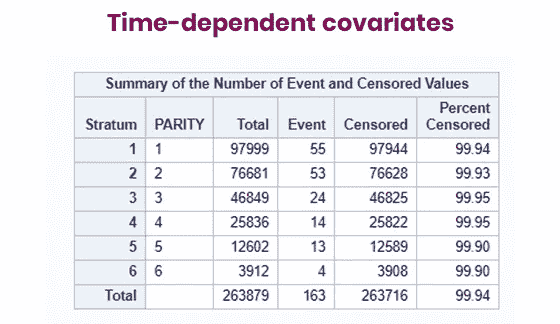 Time-dependent covariates
Summary of the Number of Event and Censored Values
Stratum PARITY Total Event Censored Percent Censored
1 1 97999 55 97944 99.94
2 2 76681 53 76628 99.93
3 3 46849 24 46825 99.95
4 4 25836 14 25822 99.95
5 5 12602 13 12589 99.90
6 6 3912 4 3908 99.90
Total 263879 163 263716 99.94